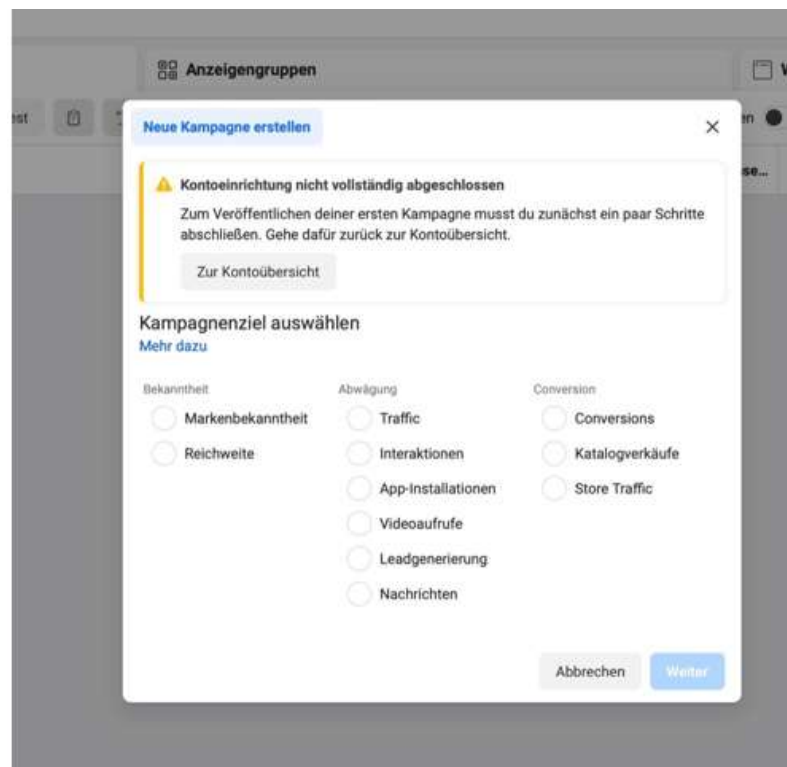 Anzeigengruppen
Neue Kampagne erstellen
Kontoeinrichtung nicht vollständig abgeschlossen
Zum Veröffentlichen deiner ersten Kampagne musst du zunächst ein paar Schritte
abschließen. Gehe dafür zurück zur Kontoübersicht.
Zur Kontoübersicht
Kampagnenziel auswählen
Mehr dazu
Bekanntheit
Markenbekanntheit
Reichweite
Abwägung
Traffic
Interaktionen
App-Installationen
Videoaufrufe
Leadgenerierung
Nachrichten
Conversion
Conversions
Katalogverkäufe
Store Traffic
Abbrechen
Weiter